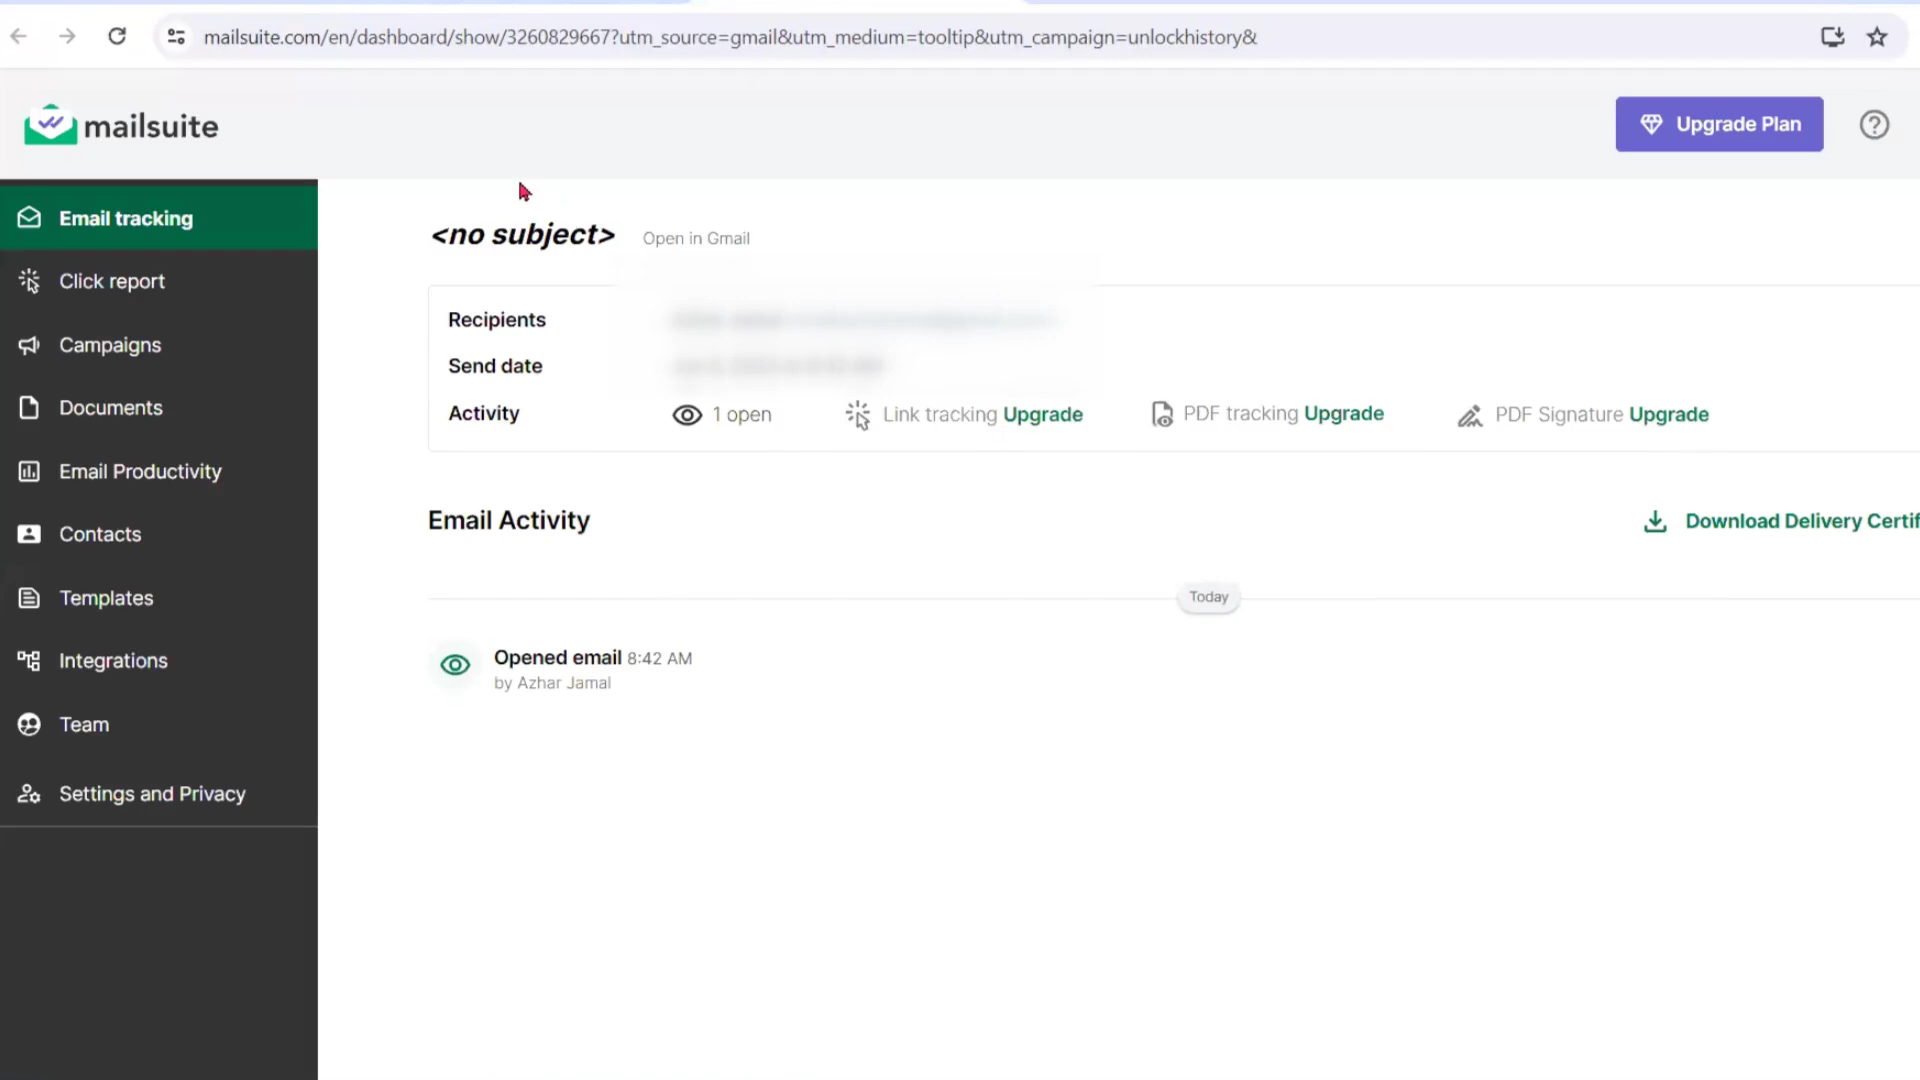 mailsuite.com/en/dashboard/show/3260829667?utm_source=gmail&utm_medium=tooltip&utm_campaign=unlockhistory&
mailsuite
Upgrade Plan
Email tracking
Click report
Campaigns
Documents
Email Productivity
Contacts
Templates
Integrations
Team
Settings and Privacy
<no subject> Open in Gmail
Recipients
Send date
Activity 1 open Link tracking Upgrade PDF tracking Upgrade PDF Signature Upgrade
Email Activity
Download Delivery Certif
Today
Opened email 8:42 AM
by Azhar Jamal